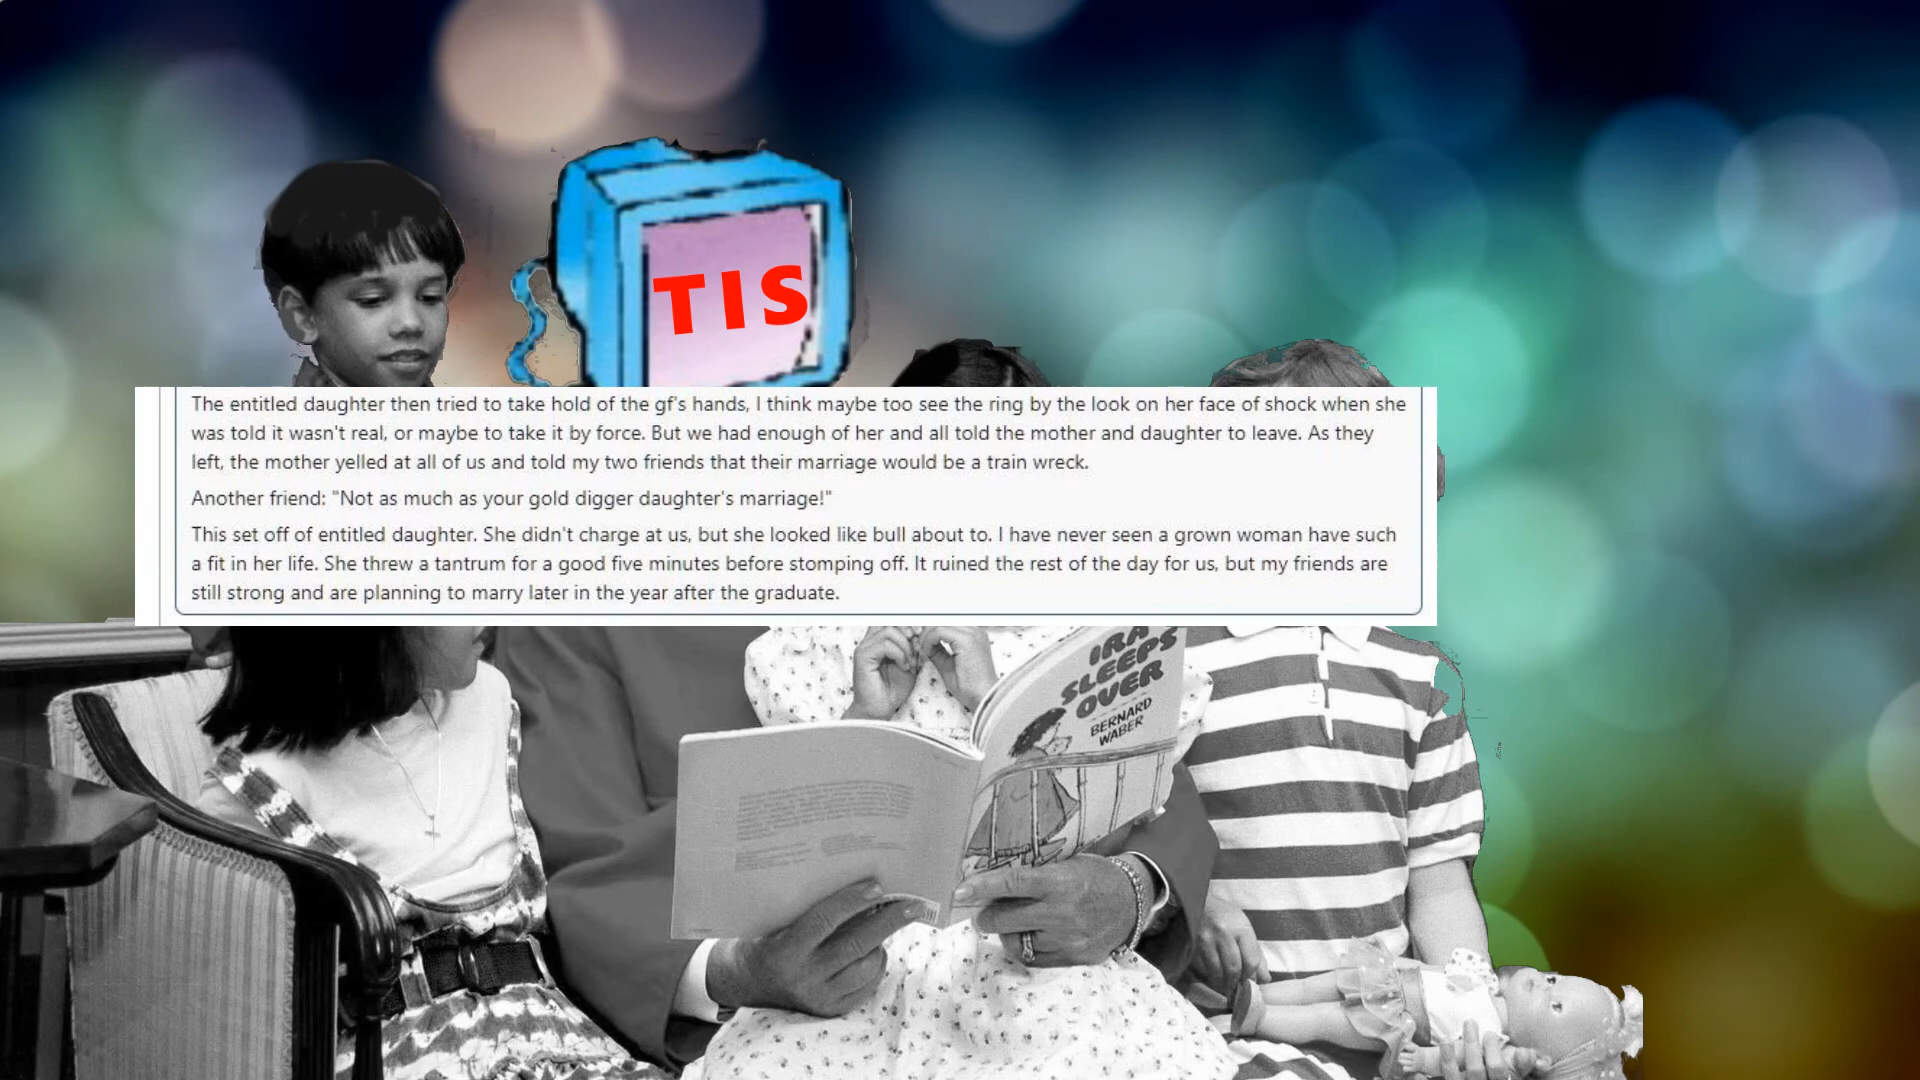 TIS
The entitled daughter then tried to take hold of the gf's hands, I think maybe too see the ring by the look on her face of shock when she
was told it wasn't real, or maybe to take it by force. But we had enough of her and all told the mother and daughter to leave. As they
left, the mother yelled at all of us and told my two friends that their marriage would be a train wreck.
Another friend: "Not as much as your gold digger daughter's marriage!"
This set off of entitled daughter. She didn't charge at us, but she looked like bull about to. I have never seen a grown woman have such
a fit in her life. She threw a tantrum for a good five minutes before stomping off. It ruined the rest of the day for us, but my friends are
still strong and are planning to marry later in the year after the graduate.
IRA
SLEEPS
OVER
BERNARD
WABER